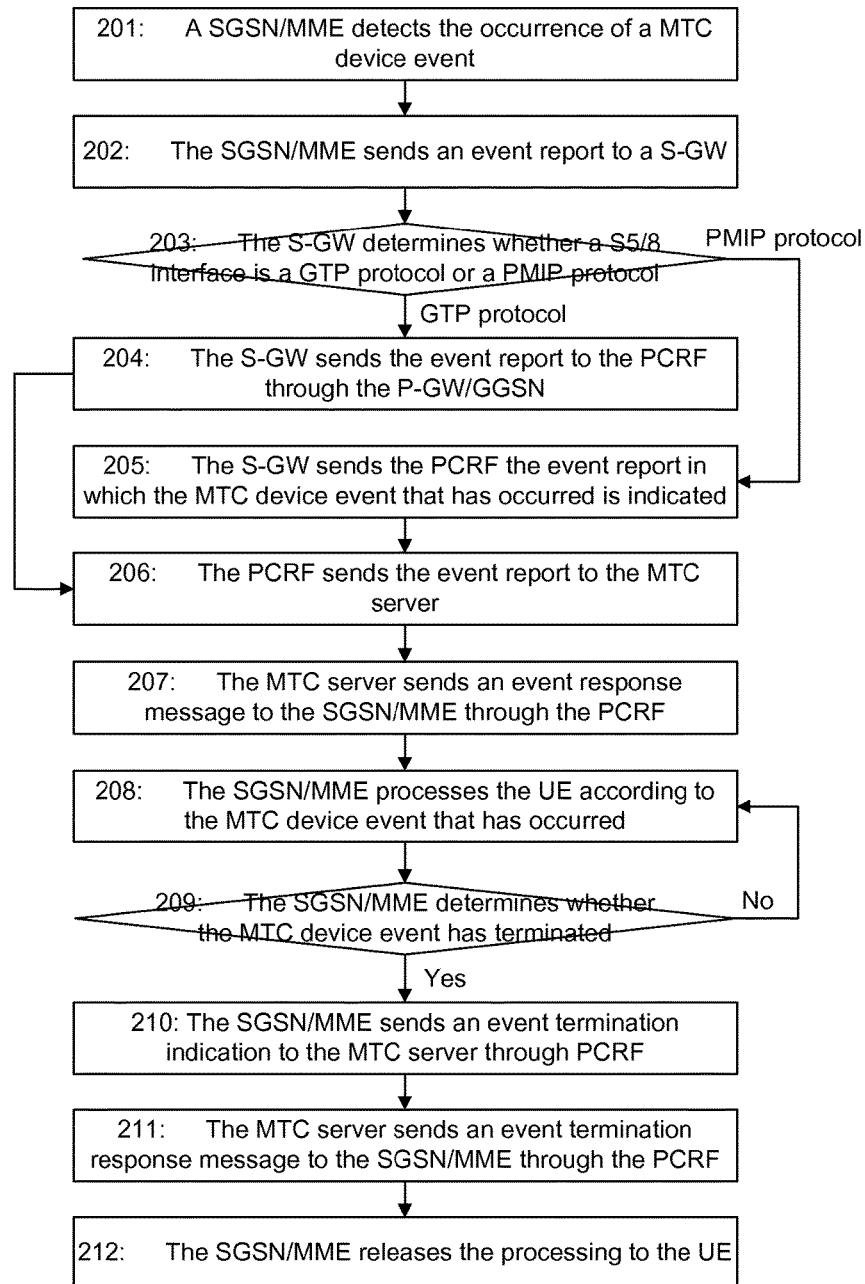 201: A SGSN/MME detects the occurrence of a MTC
device event
202: The SGSN/MME sends an event report to a S-GW
203: The S-GW determines whether a S5/8
interface is a GTP protocol or a PMIP protocol
PMIP protocol
GTP protocol
204: The S-GW sends the event report to the PCRF
through the P-GW/GGSN
205: The S-GW sends the PCRF the event report in
which the MTC device event that has occurred is indicated
206: The PCRF sends the event report to the MTC
server
207: The MTC server sends an event response
message to the SGSN/MME through the PCRF
208: The SGSN/MME processes the UE according to
the MTC device event that has occurred
209: The SGSN/MME determines whether
the MTC device event has terminated
No
Yes
210: The SGSN/MME sends an event termination
indication to the MTC server through PCRF
211: The MTC server sends an event termination
response message to the SGSN/MME through the PCRF
212: The SGSN/MME releases the processing to the UE